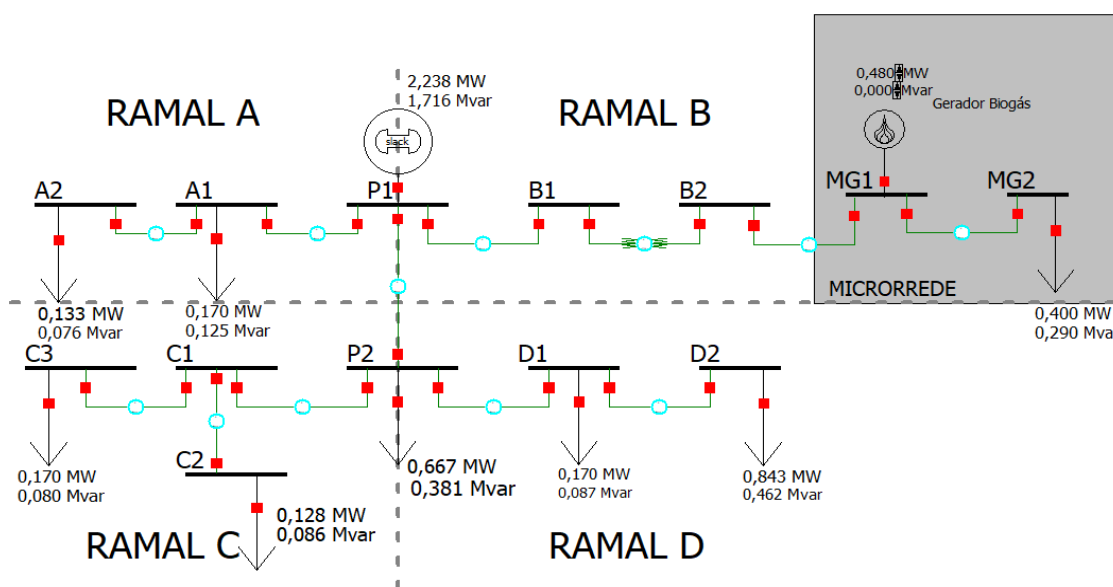 2,238 MW
1,716 Mvar
RAMAL A
RAMAL B
0,480 MW
0,000 Mvar
Gerador Biogás
slack
A2
A1
P1
B1
B2
MG1
MG2
MICRORREDE
0,133 MW
0,076 Mvar
0,170 MW
0,125 Mvar
0,400 MW
0,290 Mva
C3
C1
P2
D1
D2
C2
0,170 MW
0,080 Mvar
0,128 MW
0,086 Mvar
0,667 MW
0,381 Mvar
0,170 MW
0,087 Mvar
0,843 MW
0,462 Mvar
RAMAL C
RAMAL D